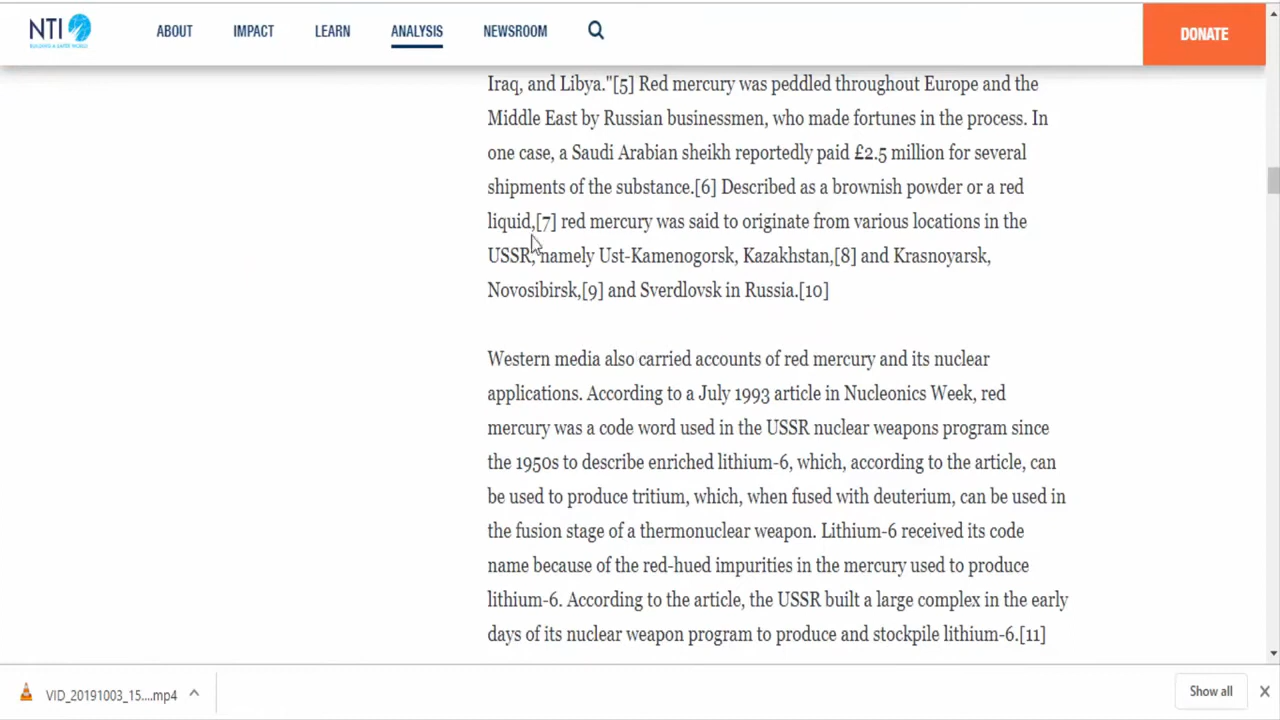 NTI
BUILDING A SAFER WORLD
ABOUT
IMPACT
LEARN
ANALYSIS
NEWSROOM
DONATE
Iraq, and Libya."[5] Red mercury was peddled throughout Europe and the
Middle East by Russian businessmen, who made fortunes in the process. In
one case, a Saudi Arabian sheikh reportedly paid £2.5 million for several
shipments of the substance.[6] Described as a brownish powder or a red
liquid,[7] red mercury was said to originate from various locations in the
USSR, namely Ust-Kamenogorsk, Kazakhstan,[8] and Krasnoyarsk,
Novosibirsk,[9] and Sverdlovsk in Russia.[10]
Western media also carried accounts of red mercury and its nuclear
applications. According to a July 1993 article in Nucleonics Week, red
mercury was a code word used in the USSR nuclear weapons program since
the 1950s to describe enriched lithium-6, which, according to the article, can
be used to produce tritium, which, when fused with deuterium, can be used in
the fusion stage of a thermonuclear weapon. Lithium-6 received its code
name because of the red-hued impurities in the mercury used to produce
lithium-6. According to the article, the USSR built a large complex in the early
days of its nuclear weapon program to produce and stockpile lithium-6.[11]
VID_20191003_15....mp4
Show all